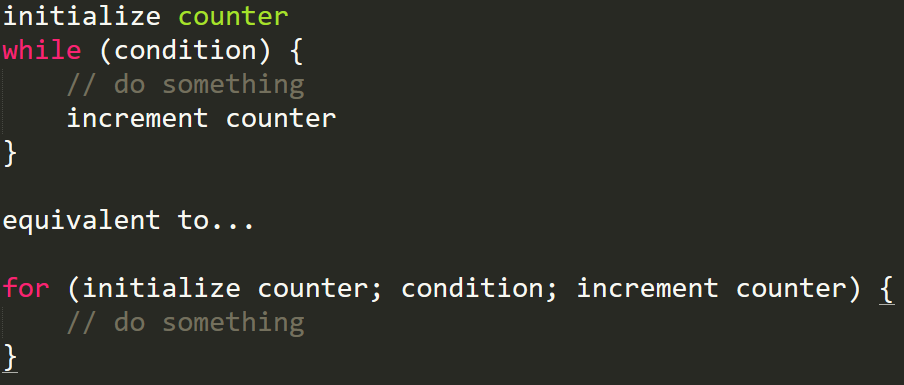 initialize counter
while (condition) {
    // do something
    increment counter
}
equivalent to...
for (initialize counter; condition; increment counter) {
    // do something
}